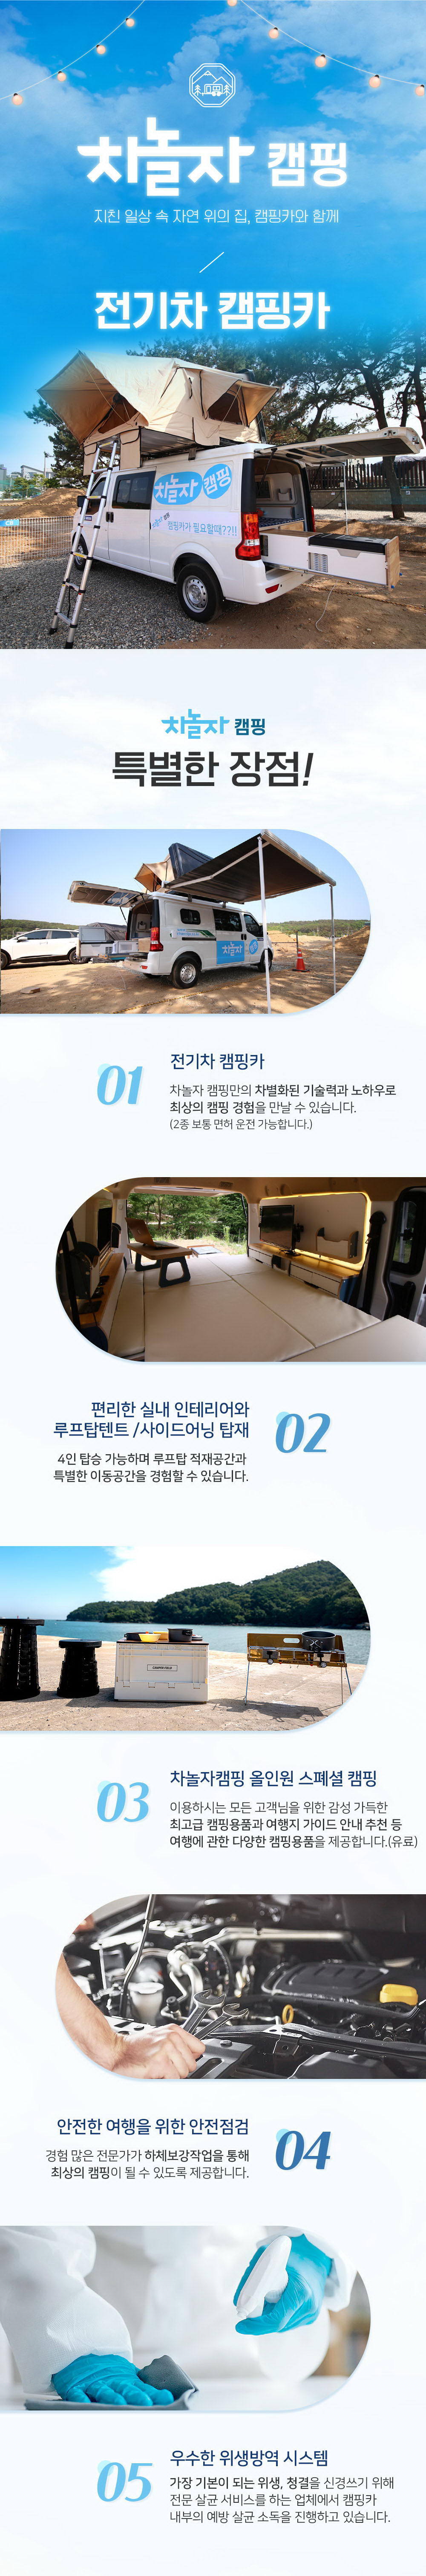 차놀자 캠핑
지친 일상 속 자연 위의 집, 캠핑카와 함께
전기차 캠핑카
차놀자 캠핑
차놀자 캠핑
캠핑카가 필요할때??!!
차놀자 캠핑
특별한 장점!
차놀자
01
전기차 캠핑카
차놀자 캠핑만의 차별화된 기술력과 노하우로
최상의 캠핑 경험을 만날 수 있습니다.
(2종 보통 면허 운전 가능합니다.)
편리한 실내 인테리어와
루프탑텐트 /사이드어닝 탑재
02
4인 탑승 가능하며 루프탑 적재공간과
특별한 이동공간을 경험할 수 있습니다.
03
차놀자캠핑 올인원 스폐셜 캠핑
이용하시는 모든 고객님을 위한 감성 가득한
최고급 캠핑용품과 여행지 가이드 안내 추천 등
여행에 관한 다양한 캠핑용품을 제공합니다.(유료)
안전한 여행을 위한 안전점검
04
경험 많은 전문가가 하체보강작업을 통해
최상의 캠핑이 될 수 있도록 제공합니다.
05
우수한 위생방역 시스템
가장 기본이 되는 위생, 청결을 신경쓰기 위해
전문 살균 서비스를 하는 업체에서 캠핑카
내부의 예방 살균 소독을 진행하고 있습니다.